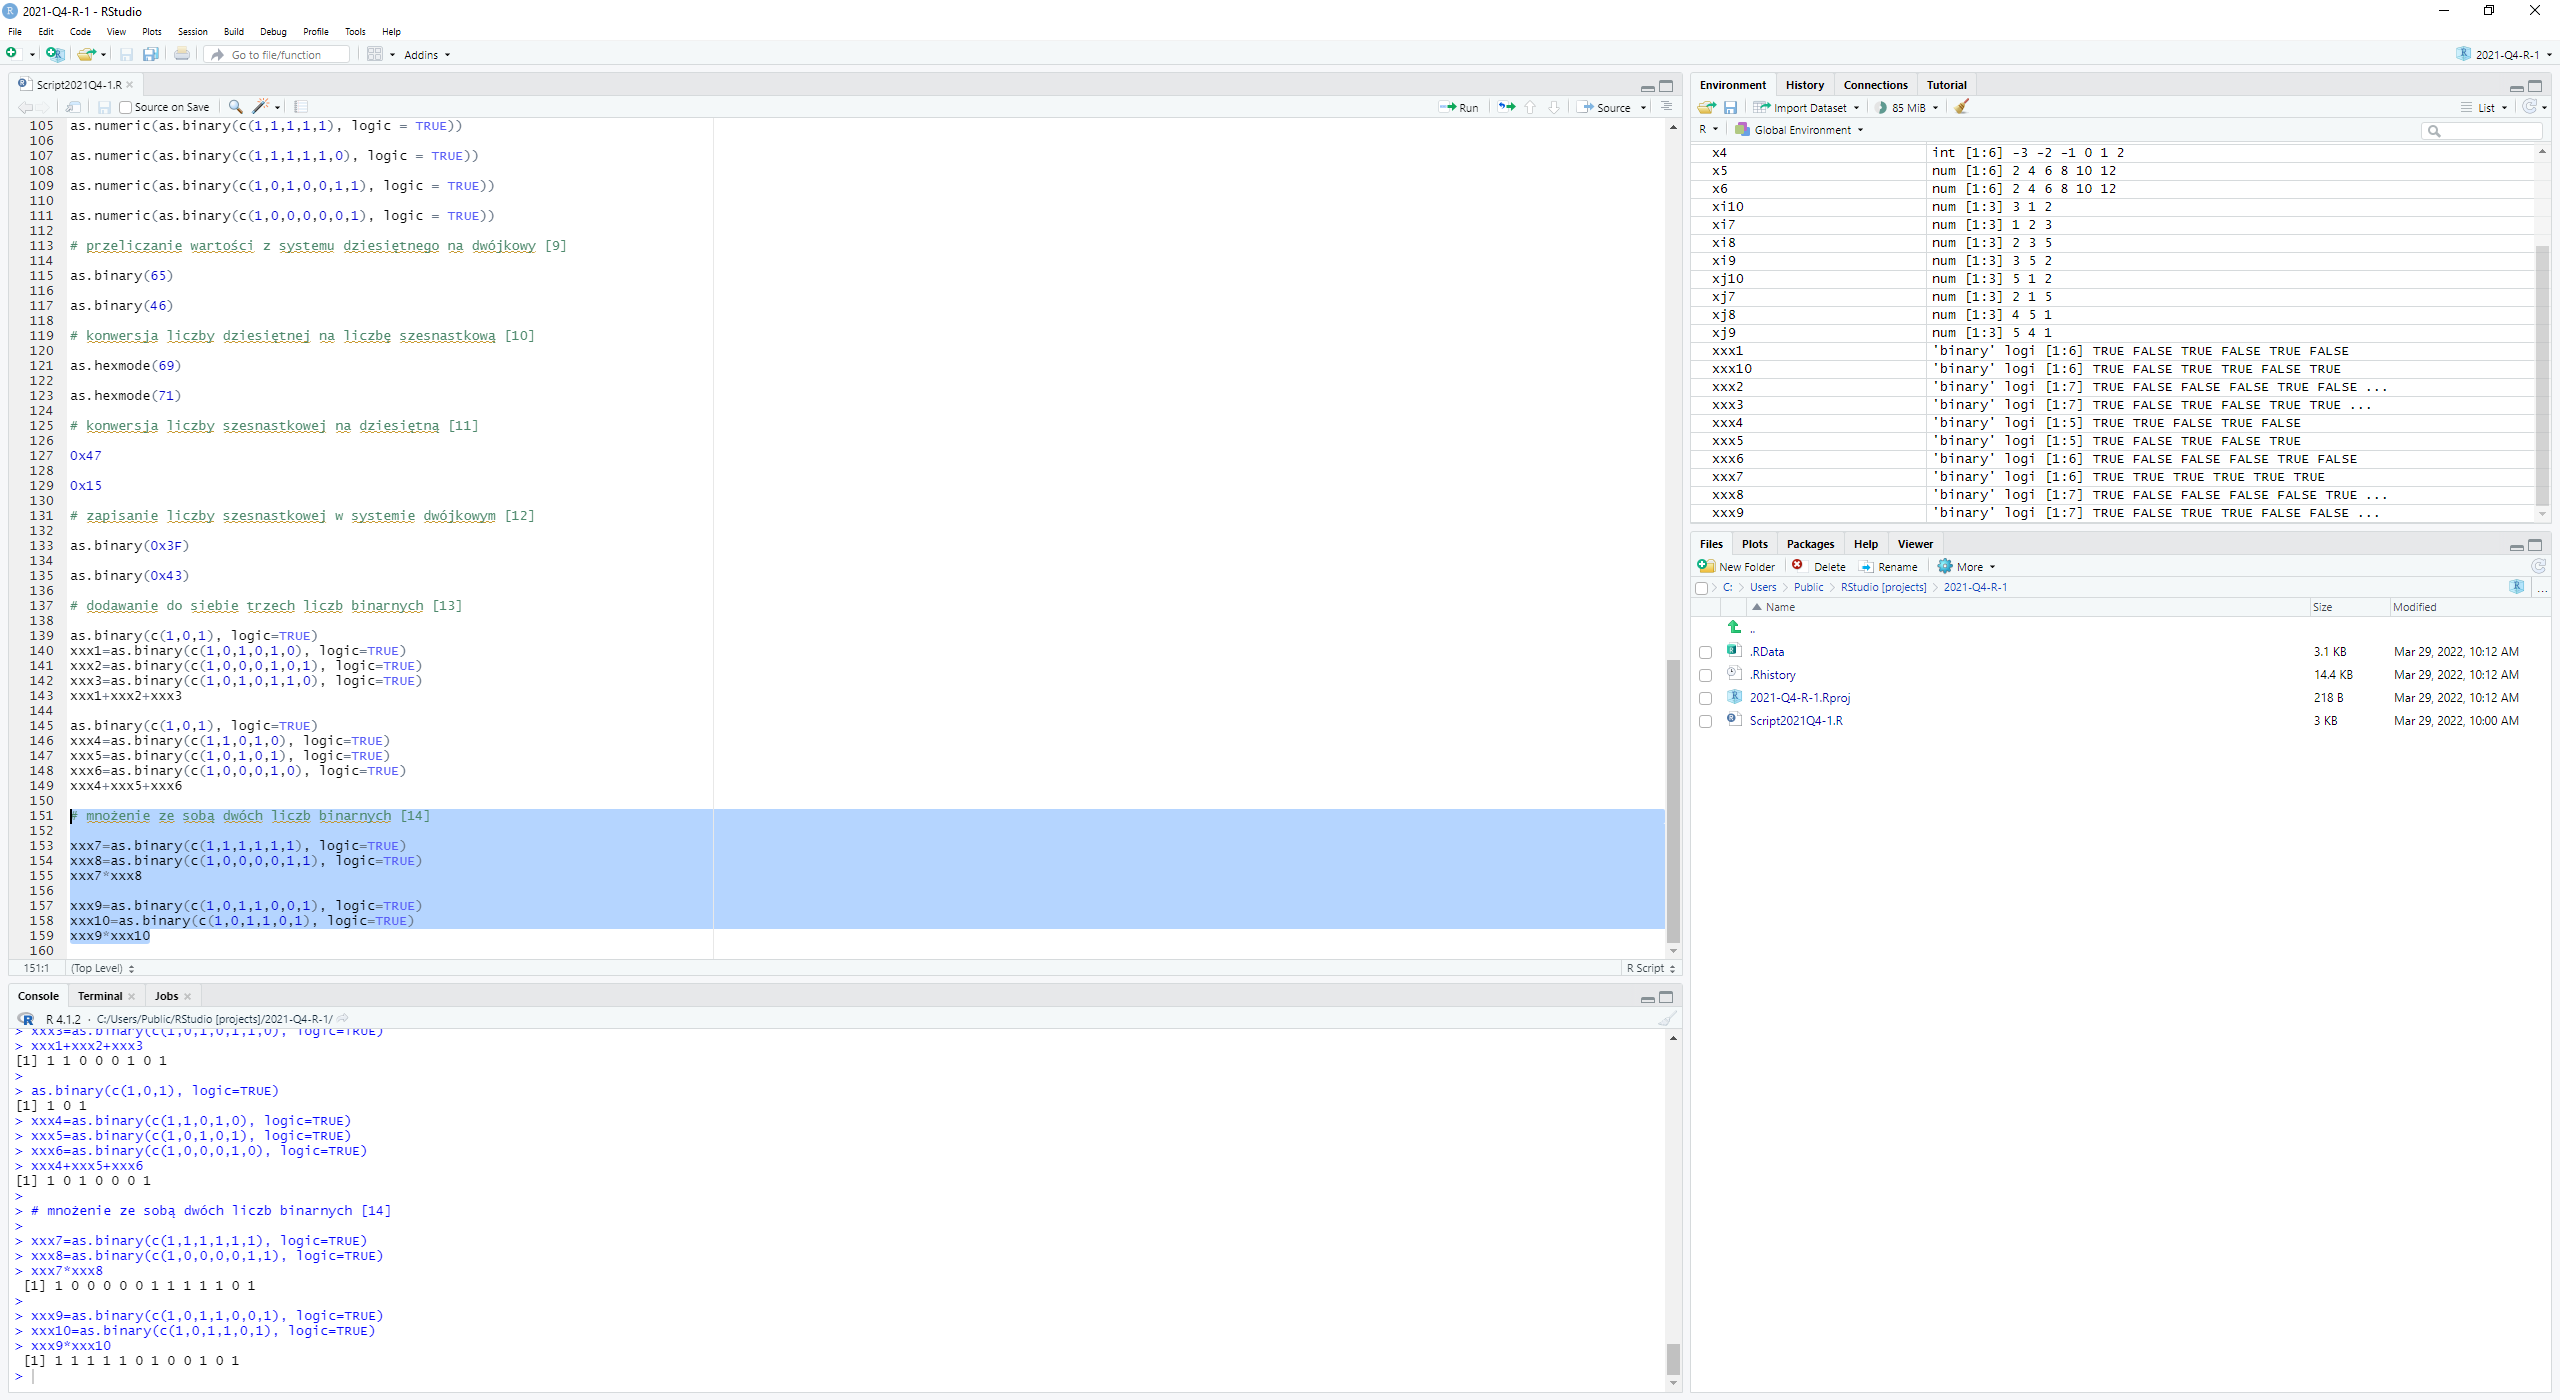 2021-Q4-R-1 - RStudio
File Edit Code View Plots Session Build Debug Profile Tools Help
Go to file/function Addins 2021-Q4-R-1
Script2021Q4-1.R
Source on Save Run Source
105 as.numeric(as.binary(c(1,1,1,1,1), logic = TRUE))
106
107 as.numeric(as.binary(c(1,1,1,1,1,0), logic = TRUE))
108
109 as.numeric(as.binary(c(1,0,1,0,0,1,1), logic = TRUE))
110
111 as.numeric(as.binary(c(1,0,0,0,0,0,1), logic = TRUE))
112
113 # przeliczanie wartości z systemu dziesiętnego na dwójkowy [9]
114
115 as.binary(65)
116
117 as.binary(46)
118
119 # konwersja liczby dziesiętnej na liczbę szesnastkową [10]
120
121 as.hexmode(69)
122
123 as.hexmode(71)
124
125 # konwersja liczby szesnastkowej na dziesiętną [11]
126
127 0x47
128
129 0x15
130
131 # zapisanie liczby szesnastkowej w systemie dwójkowym [12]
132
133 as.binary(0x3F)
134
135 as.binary(0x43)
136
137 # dodawanie do siebie trzech liczb binarnych [13]
138
139 as.binary(c(1,0,1), logic=TRUE)
140 xxx1=as.binary(c(1,0,1,0,1,0), logic=TRUE)
141 xxx2=as.binary(c(1,0,0,0,1,0,1), logic=TRUE)
142 xxx3=as.binary(c(1,0,1,0,1,1,0), logic=TRUE)
143 xxx1+xxx2+xxx3
144
145 as.binary(c(1,0,1), logic=TRUE)
146 xxx4=as.binary(c(1,1,0,1,0), logic=TRUE)
147 xxx5=as.binary(c(1,0,1,0,1), logic=TRUE)
148 xxx6=as.binary(c(1,0,0,0,1,0), logic=TRUE)
149 xxx4+xxx5+xxx6
150
151 # mnożenie ze sobą dwóch liczb binarnych [14]
152
153 xxx7=as.binary(c(1,1,1,1,1,1), logic=TRUE)
154 xxx8=as.binary(c(1,0,0,0,0,1,1), logic=TRUE)
155 xxx7*xxx8
156
157 xxx9=as.binary(c(1,0,1,1,0,0,1), logic=TRUE)
158 xxx10=as.binary(c(1,0,1,1,0,1), logic=TRUE)
159 xxx9*xxx10
160
151:1 (Top Level) R Script
Console Terminal Jobs
R 4.1.2 · C:/Users/Public/RStudio [projects]/2021-Q4-R-1/
> xxx3=as.binary(c(1,0,1,0,1,1,0), logic=TRUE)
> xxx1+xxx2+xxx3
[1] 1 1 0 0 0 1 0 1
>
> as.binary(c(1,0,1), logic=TRUE)
[1] 1 0 1
> xxx4=as.binary(c(1,1,0,1,0), logic=TRUE)
> xxx5=as.binary(c(1,0,1,0,1), logic=TRUE)
> xxx6=as.binary(c(1,0,0,0,1,0), logic=TRUE)
> xxx4+xxx5+xxx6
[1] 1 0 1 0 0 0 1
>
> # mnożenie ze sobą dwóch liczb binarnych [14]
>
> xxx7=as.binary(c(1,1,1,1,1,1), logic=TRUE)
> xxx8=as.binary(c(1,0,0,0,0,1,1), logic=TRUE)
> xxx7*xxx8
[1] 1 0 0 0 0 0 1 1 1 1 1 0 1
>
> xxx9=as.binary(c(1,0,1,1,0,0,1), logic=TRUE)
> xxx10=as.binary(c(1,0,1,1,0,1), logic=TRUE)
> xxx9*xxx10
[1] 1 1 1 1 1 0 1 0 0 1 0 1
>
Environment History Connections Tutorial
Import Dataset 85 MiB List
R Global Environment
x4 int [1:6] -3 -2 -1 0 1 2
x5 num [1:6] 2 4 6 8 10 12
x6 num [1:6] 2 4 6 8 10 12
xi10 num [1:3] 3 1 2
xi7 num [1:3] 1 2 3
xi8 num [1:3] 2 3 5
xi9 num [1:3] 3 5 2
xj10 num [1:3] 5 1 2
xj7 num [1:3] 2 1 5
xj8 num [1:3] 4 5 1
xj9 num [1:3] 5 4 1
xxx1 'binary' logi [1:6] TRUE FALSE TRUE FALSE TRUE FALSE
xxx10 'binary' logi [1:6] TRUE FALSE TRUE TRUE FALSE TRUE
xxx2 'binary' logi [1:7] TRUE FALSE FALSE FALSE TRUE FALSE ...
xxx3 'binary' logi [1:7] TRUE FALSE TRUE FALSE TRUE TRUE ...
xxx4 'binary' logi [1:5] TRUE TRUE FALSE TRUE FALSE
xxx5 'binary' logi [1:5] TRUE FALSE TRUE FALSE TRUE
xxx6 'binary' logi [1:6] TRUE FALSE FALSE FALSE TRUE FALSE
xxx7 'binary' logi [1:6] TRUE TRUE TRUE TRUE TRUE TRUE
xxx8 'binary' logi [1:7] TRUE FALSE FALSE FALSE FALSE TRUE ...
xxx9 'binary' logi [1:7] TRUE FALSE TRUE TRUE FALSE FALSE ...
Files Plots Packages Help Viewer
New Folder Delete Rename More
C: Users Public RStudio [projects] 2021-Q4-R-1 ...
Name Size Modified
..
.RData 3.1 KB Mar 29, 2022, 10:12 AM
.Rhistory 14.4 KB Mar 29, 2022, 10:12 AM
2021-Q4-R-1.Rproj 218 B Mar 29, 2022, 10:12 AM
Script2021Q4-1.R 3 KB Mar 29, 2022, 10:00 AM